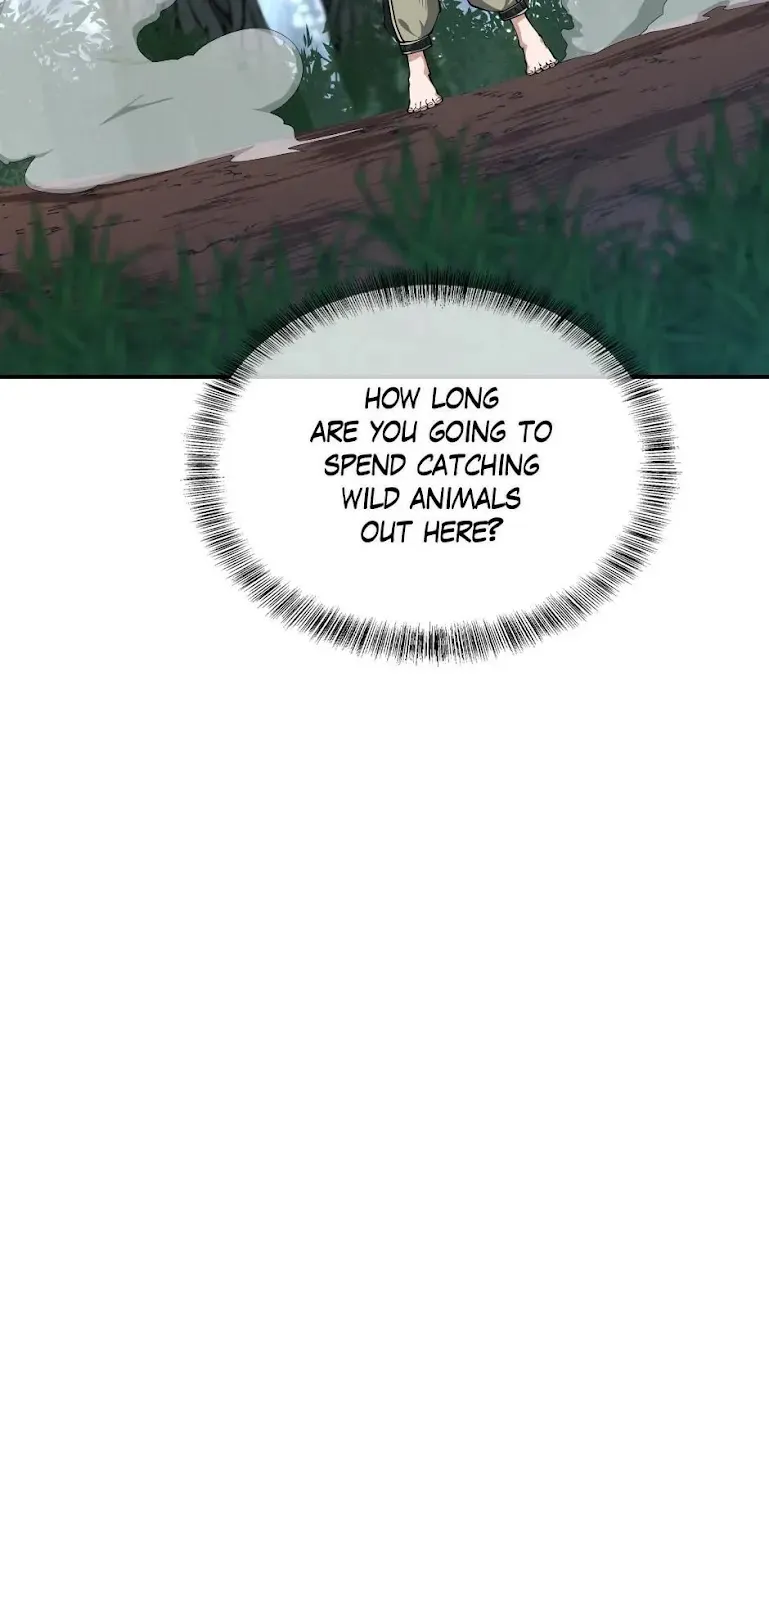 HOW LONG
ARE YOU GOING TO
SPEND CATCHING
WILD ANIMALS
OUT HERE?